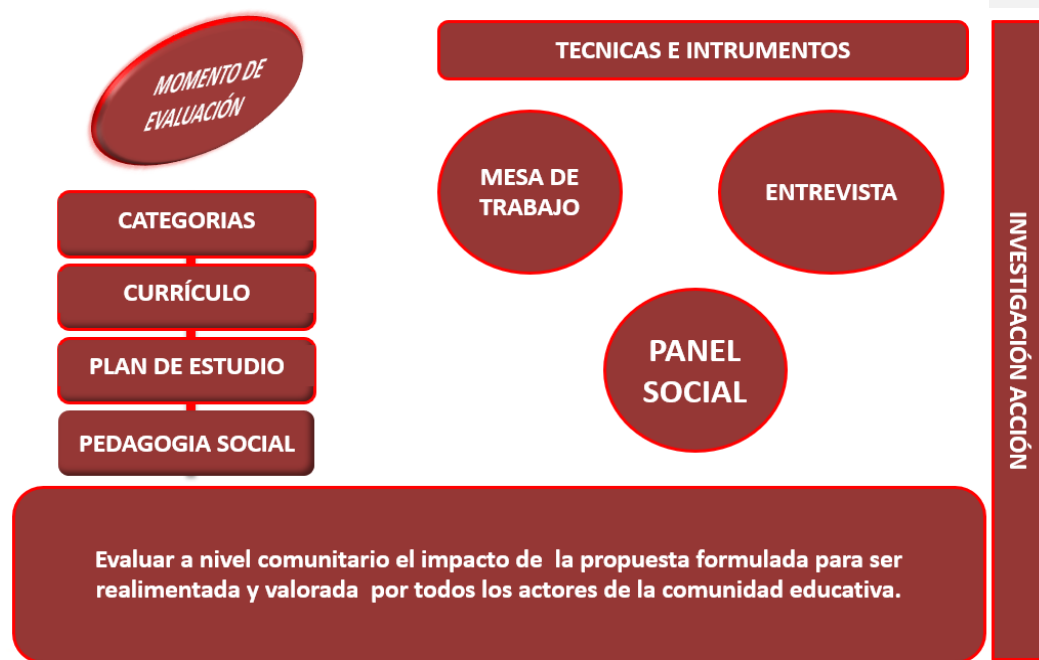 MOMENTO DE
EVALUACIÓN
TECNICAS E INTRUMENTOS
CATEGORIAS
CURRÍCULO
PLAN DE ESTUDIO
PEDAGOGIA SOCIAL
MESA DE
TRABAJO
ENTREVISTA
PANEL
SOCIAL
INVESTIGACIÓN ACCIÓN
Evaluar a nivel comunitario el impacto de la propuesta formulada para ser
realimentada y valorada por todos los actores de la comunidad educativa.